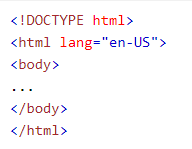 <!DOCTYPE html>
<html lang="en-US">
<body>
...
</body>
</html>